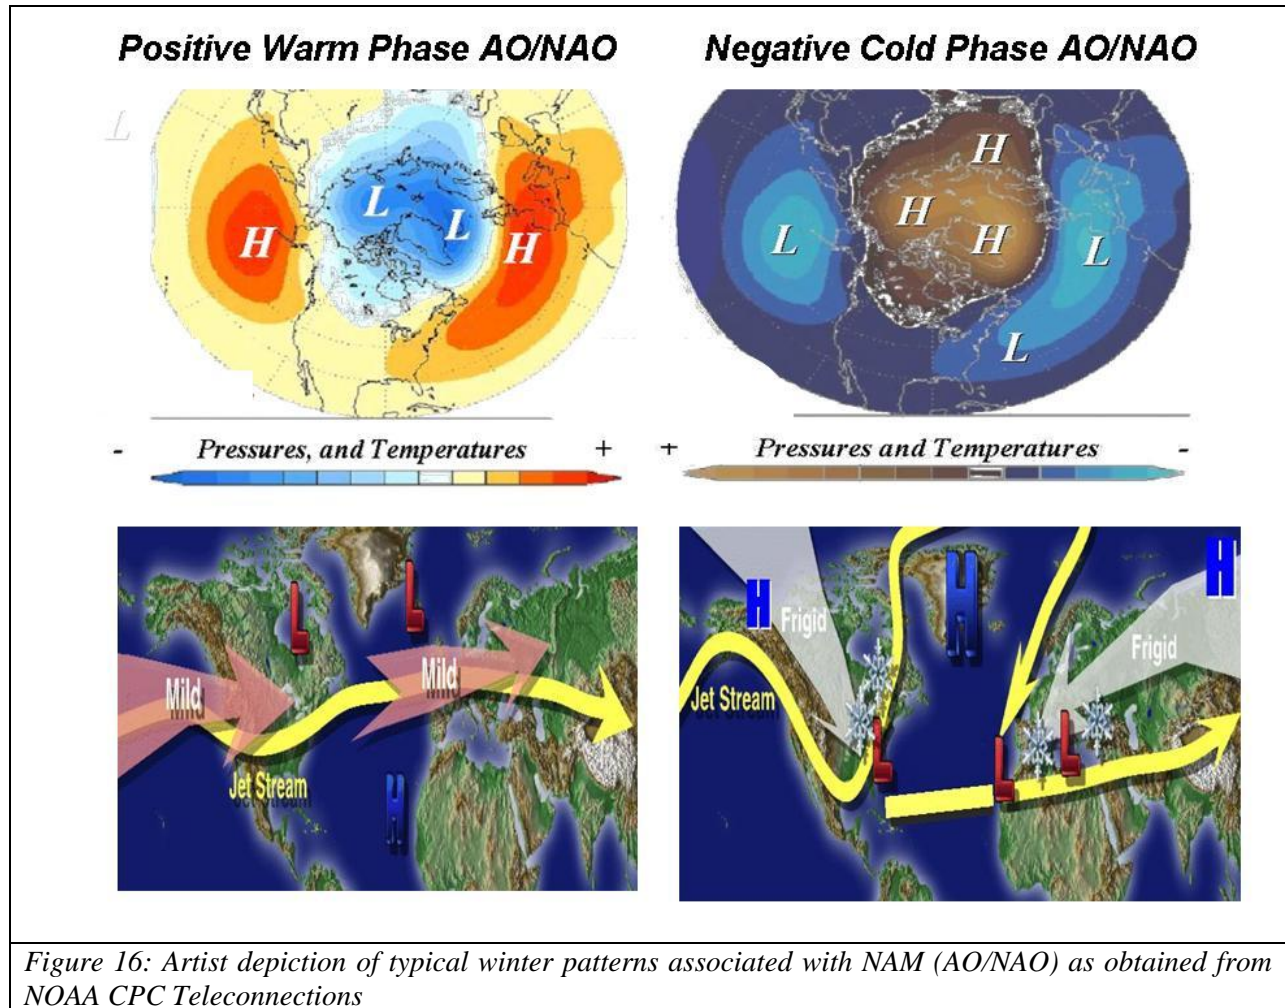 Positive Warm Phase AO/NAO
Negative Cold Phase AO/NAO
L
L
L
H
H
H
H
H
L
L
L
- Pressures, and Temperatures +
+ Pressures and Temperatures -
L
L
Mild
Mild
Jet Stream
H
H
H
H
Frigid
Frigid
Jet Stream
L
L
L
Figure 16: Artist depiction of typical winter patterns associated with NAM (AO/NAO) as obtained from
NOAA CPC Teleconnections